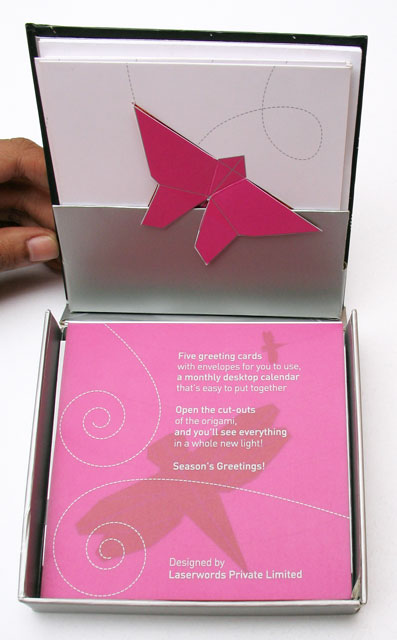 Five greeting cards
with envelopes for you to use,
a monthly desktop calendar
that's easy to put together
Open the cut-outs
of the origami,
and you'll see everything
in a whole new light!
Season's Greetings!
Designed by
Laserwords Private Limited